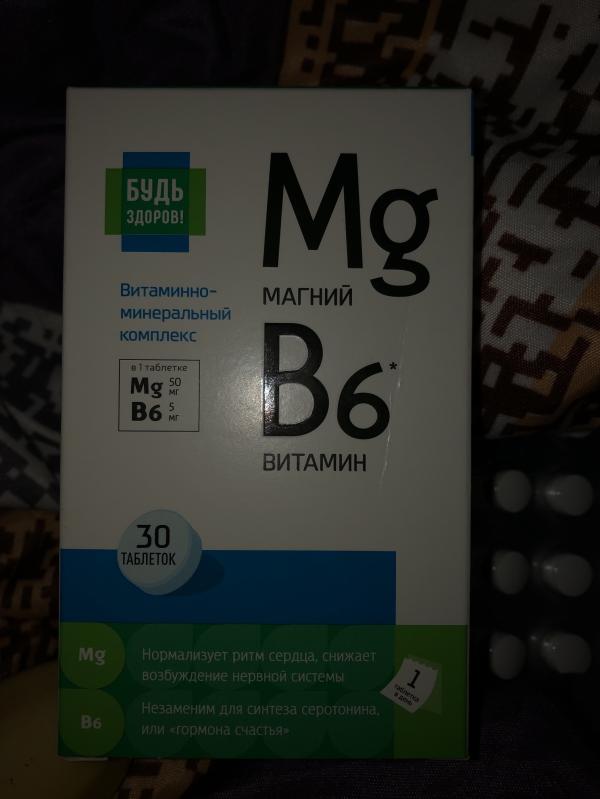 БУДЬ
ЗДОРОВ!
Mg
МАГНИЙ
B6*
ВИТАМИН
Витаминно-
минеральный
комплекс
в 1 таблетке
Mg 50 мг
B6 5 мг
30
ТАБЛЕТОК
Mg
Нормализует ритм сердца, снижает
возбуждение нервной системы
B6
Незаменим для синтеза серотонина,
или «гормона счастья»
1
таблетка
в день